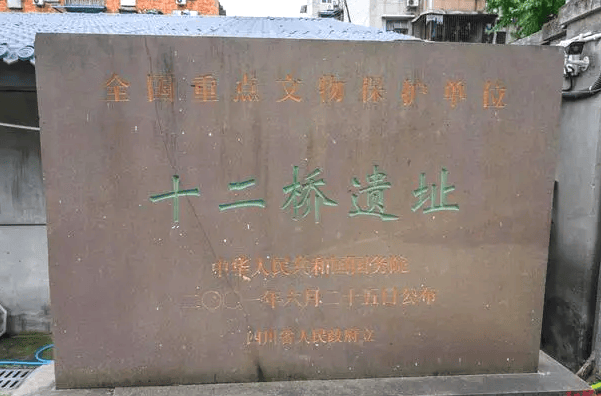 全国重点文物保护单位
十二桥遗址
中华人民共和国国务院
二〇〇一年六月二十五日公布
四川省人民政府立